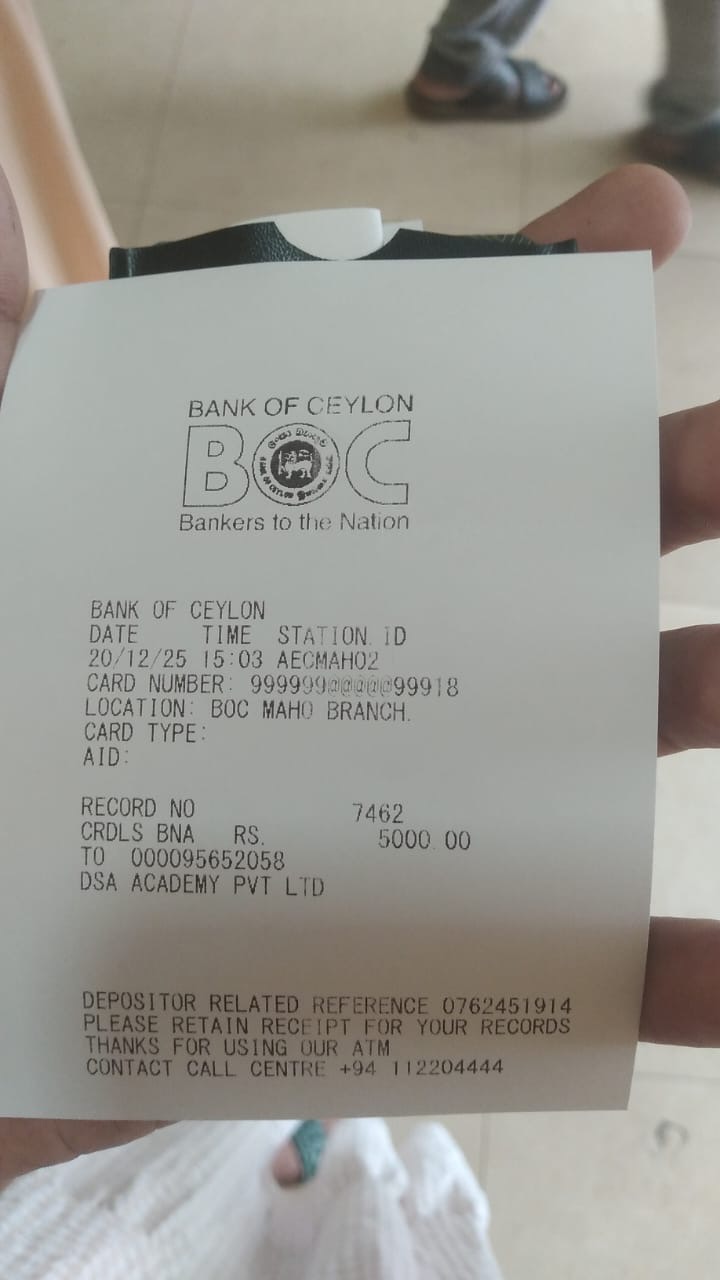 BANK OF CEYLON
BOC
Bankers to the Nation
BANK OF CEYLON
DATE TIME STATION ID
20/12/25 15:03 AECMAH02
CARD NUMBER: 999999@@@@@99918
LOCATION: BOC MAHO BRANCH.
CARD TYPE:
AID:
RECORD NO 7462
CRDLS BNA RS. 5000.00
TO 000095652058
DSA ACADEMY PVT LTD
DEPOSITOR RELATED REFERENCE 0762451914
PLEASE RETAIN RECEIPT FOR YOUR RECORDS
THANKS FOR USING OUR ATM
CONTACT CALL CENTRE +94 112204444